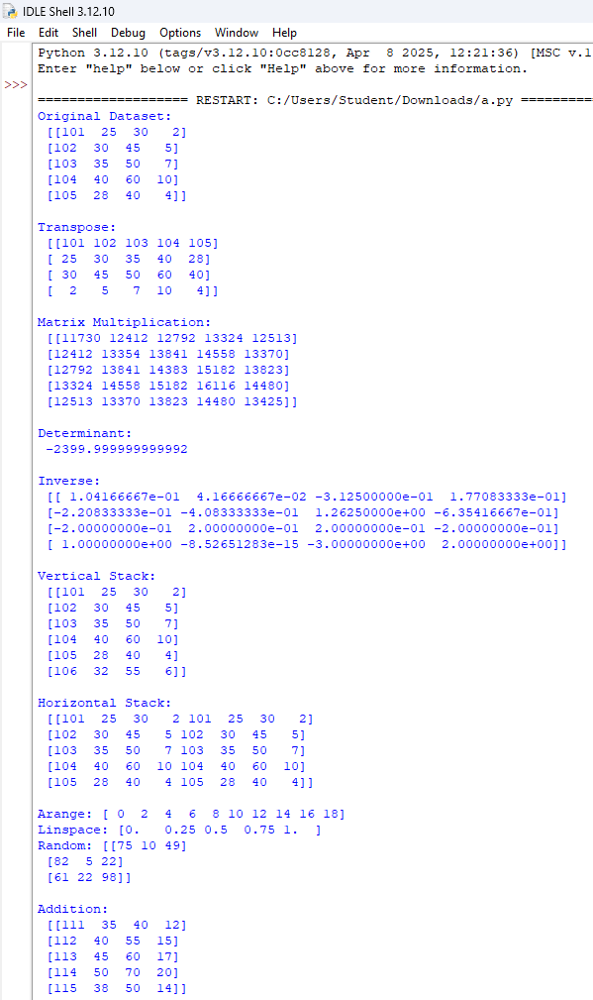 IDLE Shell 3.12.10
File Edit Shell Debug Options Window Help
Python 3.12.10 (tags/v3.12.10:0cc8128, Apr  8 2025, 12:21:36) [MSC v.1
Enter "help" below or click "Help" above for more information.
>>>
=================== RESTART: C:/Users/Student/Downloads/a.py =========
Original Dataset:
 [[101  25  30   2]
 [102  30  45   5]
 [103  35  50   7]
 [104  40  60  10]
 [105  28  40   4]]
Transpose:
 [[101 102 103 104 105]
 [ 25  30  35  40  28]
 [ 30  45  50  60  40]
 [  2   5   7  10   4]]
Matrix Multiplication:
 [[11730 12412 12792 13324 12513]
 [12412 13354 13841 14558 13370]
 [12792 13841 14383 15182 13823]
 [13324 14558 15182 16116 14480]
 [12513 13370 13823 14480 13425]]
Determinant:
 -2399.999999999992
Inverse:
 [[ 1.04166667e-01  4.16666667e-02 -3.12500000e-01  1.77083333e-01]
 [-2.20833333e-01 -4.08333333e-01  1.26250000e+00 -6.35416667e-01]
 [-2.00000000e-01  2.00000000e-01  2.00000000e-01 -2.00000000e-01]
 [ 1.00000000e+00 -8.52651283e-15 -3.00000000e+00  2.00000000e+00]]
Vertical Stack:
 [[101  25  30   2]
 [102  30  45   5]
 [103  35  50   7]
 [104  40  60  10]
 [105  28  40   4]
 [106  32  55   6]]
Horizontal Stack:
 [[101  25  30   2 101  25  30   2]
 [102  30  45   5 102  30  45   5]
 [103  35  50   7 103  35  50   7]
 [104  40  60  10 104  40  60  10]
 [105  28  40   4 105  28  40   4]]
Arange: [ 0  2  4  6  8 10 12 14 16 18]
Linspace: [0.   0.25 0.5  0.75 1.  ]
Random: [[75 10 49]
 [82  5 22]
 [61 22 98]]
Addition:
 [[111  35  40  12]
 [112  40  55  15]
 [113  45  60  17]
 [114  50  70  20]
 [115  38  50  14]]